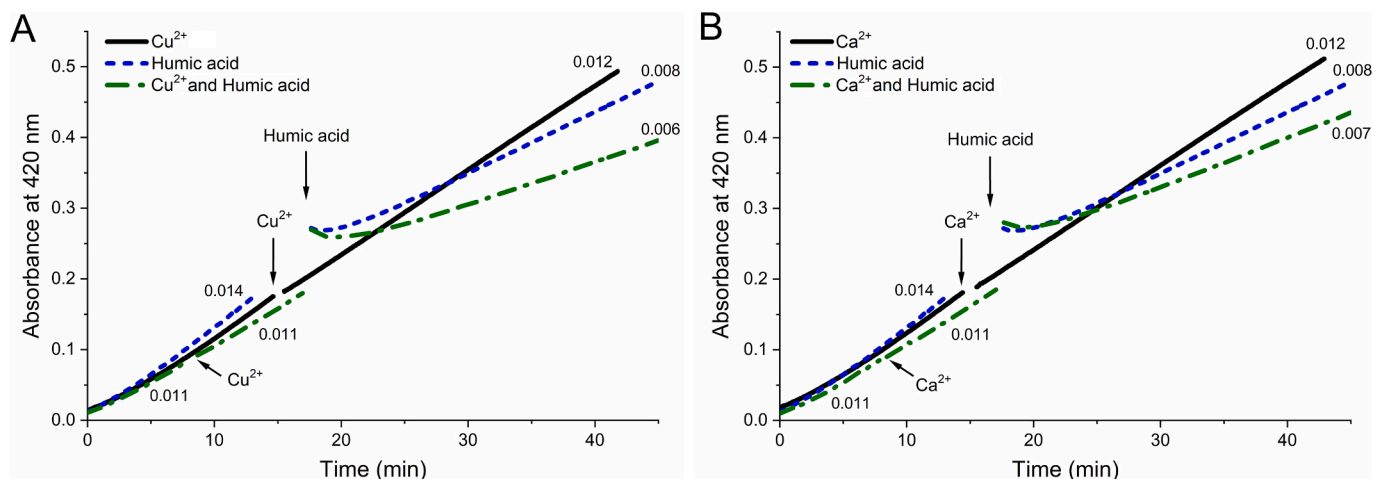 A
Cu²⁺
Humic acid
Cu²⁺ and Humic acid
0.012
0.008
0.006
Humic acid
Cu²⁺
0.014
0.011
0.011
Cu²⁺
0.5
0.4
0.3
0.2
0.1
0.0
0
10
20
30
40
Time (min)
Absorbance at 420 nm
B
Ca²⁺
Humic acid
Ca²⁺ and Humic acid
0.012
0.008
0.007
Humic acid
Ca²⁺
0.014
0.011
0.011
Ca²⁺
0.5
0.4
0.3
0.2
0.1
0.0
0
10
20
30
40
Time (min)
Absorbance at 420 nm